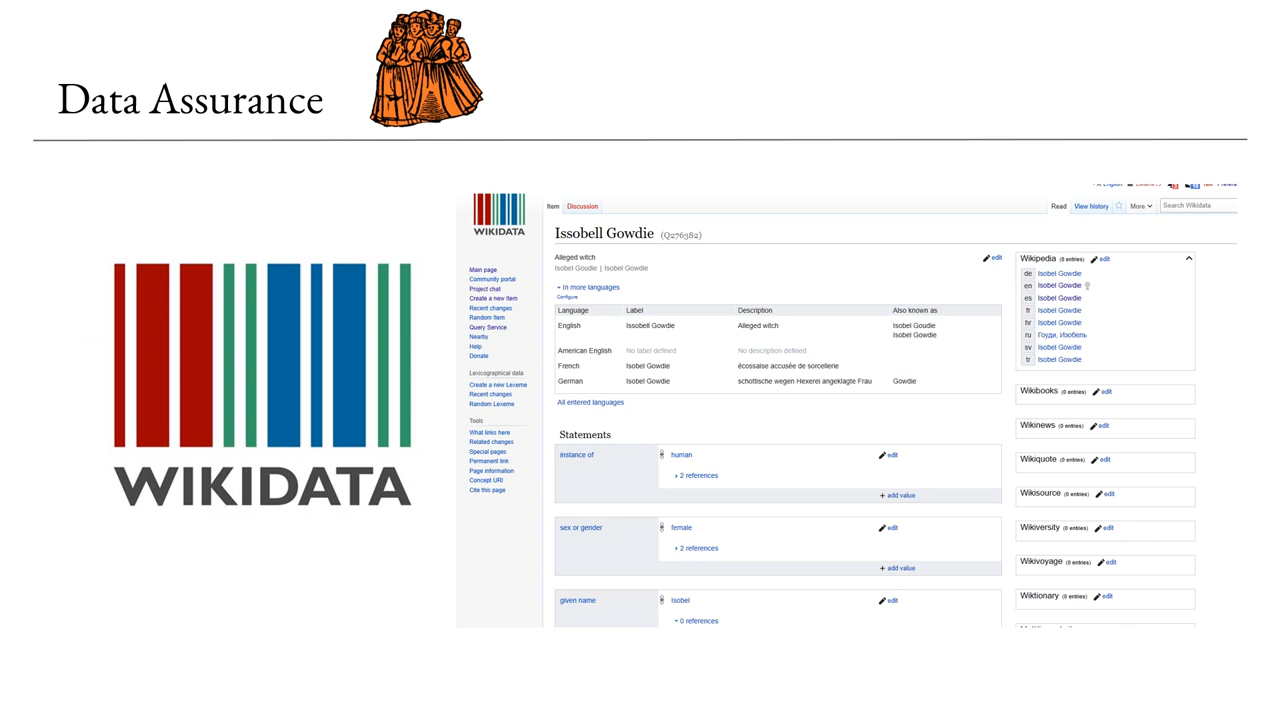 Data Assurance
WIKIDATA
WIKIDATA
Main page
Community portal
Project chat
Create a new Item
Recent changes
Random Item
Query Service
Nearby
Help
Donate
Lexicographical data
Create a new Lexeme
Recent changes
Random Lexeme
Tools
What links here
Related changes
Special pages
Permanent link
Page information
Concept URI
Cite this page
Item Discussion
Read View history More Search Wikidata
Issobell Gowdie (Q276382)
Alleged witch edit
Isobel Goudie | Isobel Gowdie
In more languages
Configure
Language Label Description Also known as
English Issobell Gowdie Alleged witch Isobel Goudie
Isobel Gowdie
American English No label defined No description defined
French Isobel Gowdie écossaise accusée de sorcellerie
German Isobel Gowdie schottische wegen Hexerei angeklagte Frau Gowdie
All entered languages
Statements
instance of human edit
2 references
+ add value
sex or gender female edit
2 references
+ add value
given name Isobel edit
0 references
Wikipedia (8 entries) edit
de Isobel Gowdie
en Isobel Gowdie
es Isobel Gowdie
fr Isobel Gowdie
hr Isobel Gowdie
ru Гоуди, Изобель
sv Isobel Gowdie
tr Isobel Gowdie
Wikibooks (0 entries) edit
Wikinews (0 entries) edit
Wikiquote (0 entries) edit
Wikisource (0 entries) edit
Wikiversity (0 entries) edit
Wikivoyage (0 entries) edit
Wiktionary (0 entries) edit